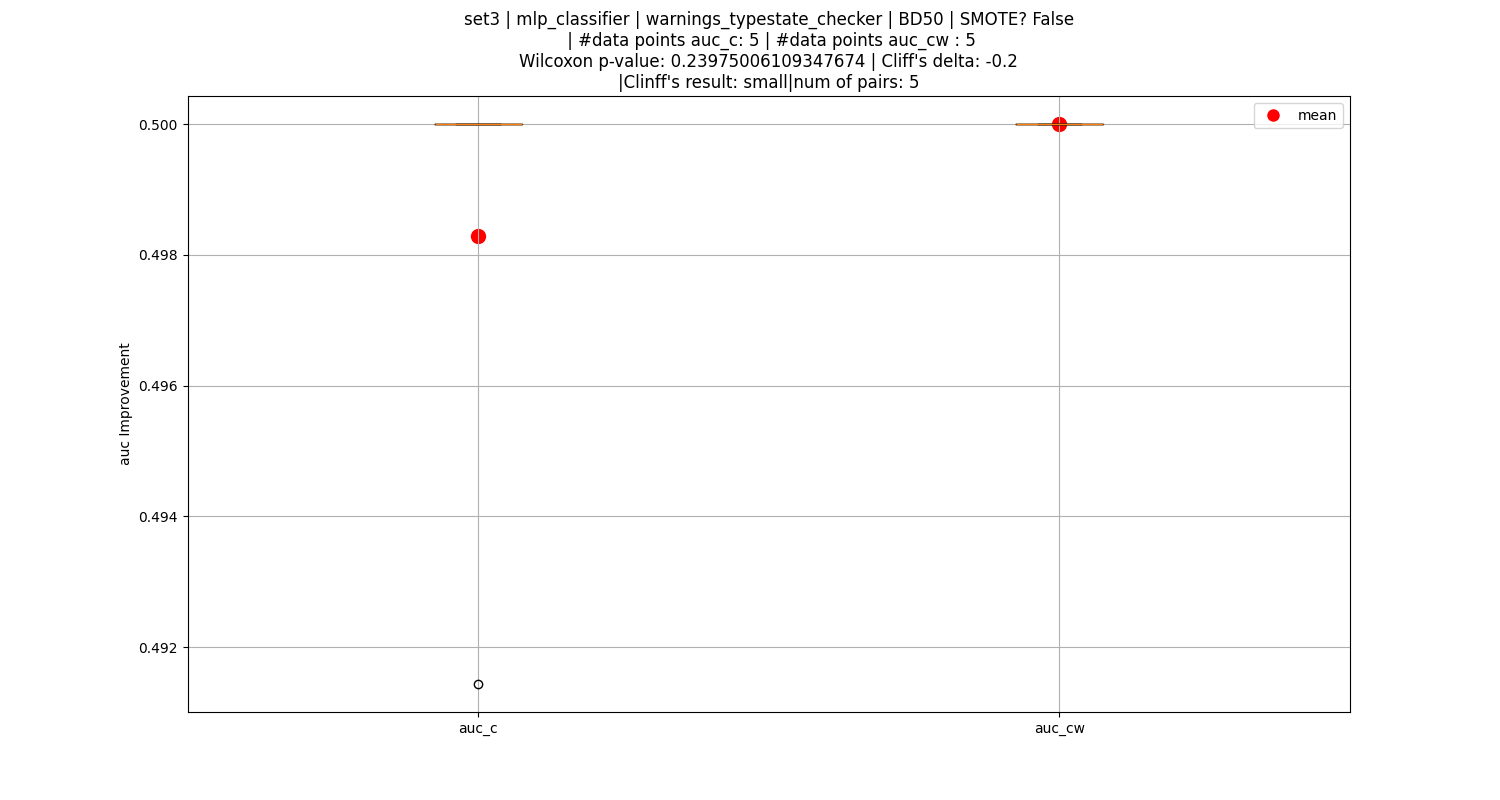 set3 | mlp_classifier | warnings_typestate_checker | BD50 | SMOTE? False
| #data points auc_c: 5 | #data points auc_cw : 5
Wilcoxon p-value: 0.23975006109347674 | Cliff's delta: -0.2
|Clinff's result: small|num of pairs: 5
mean
0.500
0.498
0.496
0.494
0.492
auc Improvement
auc_c
auc_cw